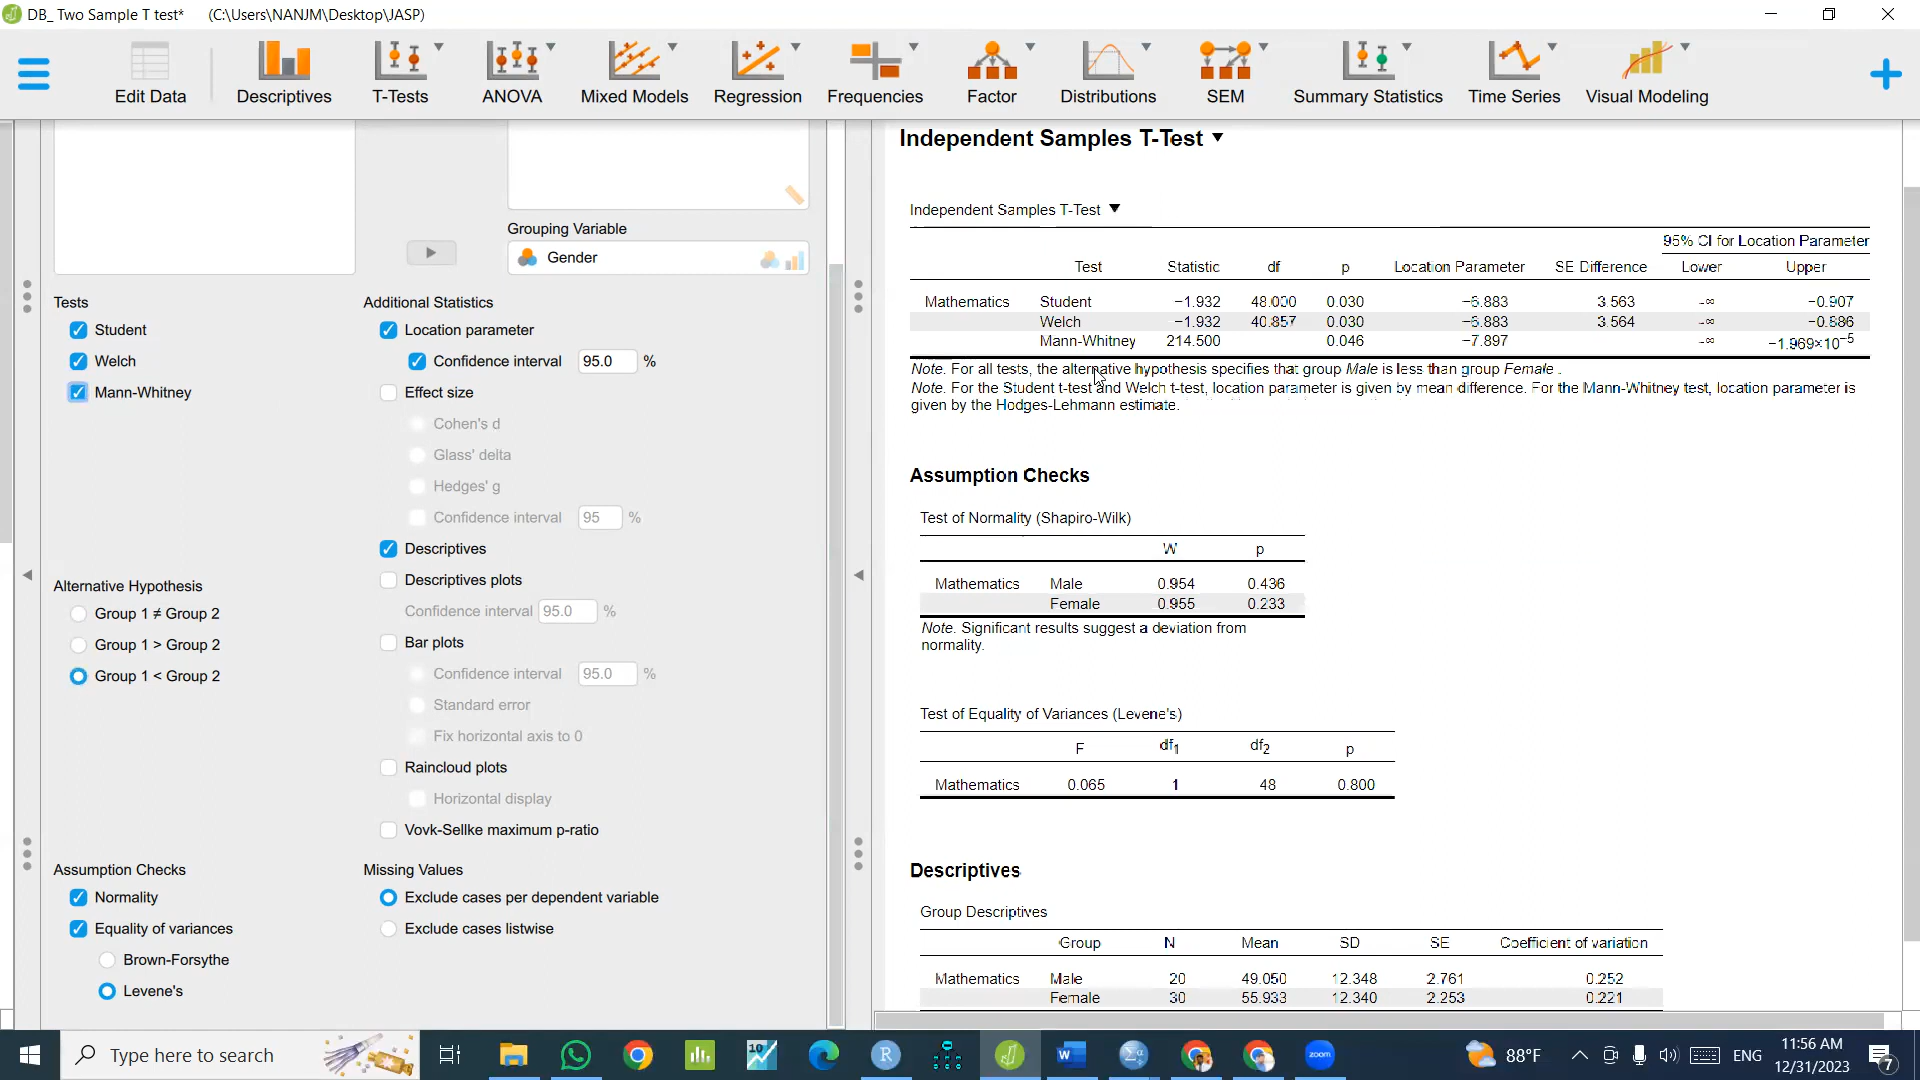 DB_ Two Sample T test* (C:\Users\NANJM\Desktop\JASP)
Edit Data Descriptives T-Tests ANOVA Mixed Models Regression Frequencies Factor Distributions SEM Summary Statistics Time Series Visual Modeling
Grouping Variable
Gender
Tests
Student
Welch
Mann-Whitney
Alternative Hypothesis
Group 1 ≠ Group 2
Group 1 > Group 2
Group 1 < Group 2
Assumption Checks
Normality
Equality of variances
Brown-Forsythe
Levene's
Additional Statistics
Location parameter
Confidence interval 95.0 %
Effect size
Cohen's d
Glass' delta
Hedges' g
Confidence interval 95 %
Descriptives
Descriptives plots
Confidence interval 95.0 %
Bar plots
Confidence interval 95.0 %
Standard error
Fix horizontal axis to 0
Raincloud plots
Horizontal display
Vovk-Sellke maximum p-ratio
Missing Values
Exclude cases per dependent variable
Exclude cases listwise
Independent Samples T-Test
Independent Samples T-Test
95% CI for Location Parameter
Test Statistic df p Location Parameter SE Difference Lower Upper
Mathematics Student −1.932 48.000 0.030 −6.883 3.563 -∞ −0.907
Welch −1.932 40.857 0.030 −6.883 3.564 -∞ −0.886
Mann-Whitney 214.500 0.046 −7.897 -∞ −1.969×10⁻⁵
Note. For all tests, the alternative hypothesis specifies that group Male is less than group Female .
Note. For the Student t-test and Welch t-test, location parameter is given by mean difference. For the Mann-Whitney test, location parameter is
given by the Hodges-Lehmann estimate.
Assumption Checks
Test of Normality (Shapiro-Wilk)
W p
Mathematics Male 0.954 0.436
Female 0.955 0.233
Note. Significant results suggest a deviation from
normality.
Test of Equality of Variances (Levene's)
F df₁ df₂ p
Mathematics 0.065 1 48 0.800
Descriptives
Group Descriptives
Group N Mean SD SE Coefficient of variation
Mathematics Male 20 49.050 12.348 2.761 0.252
Female 30 55.933 12.340 2.253 0.221
Type here to search
10
R
W
Σα
zoom
88°F
ENG
11:56 AM
12/31/2023
7